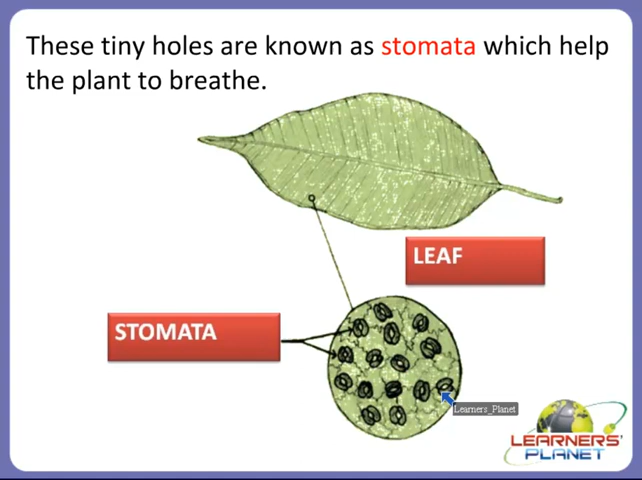 These tiny holes are known as stomata which help
the plant to breathe.
LEAF
STOMATA
Learners_Planet
LEARNERS'
PLANET